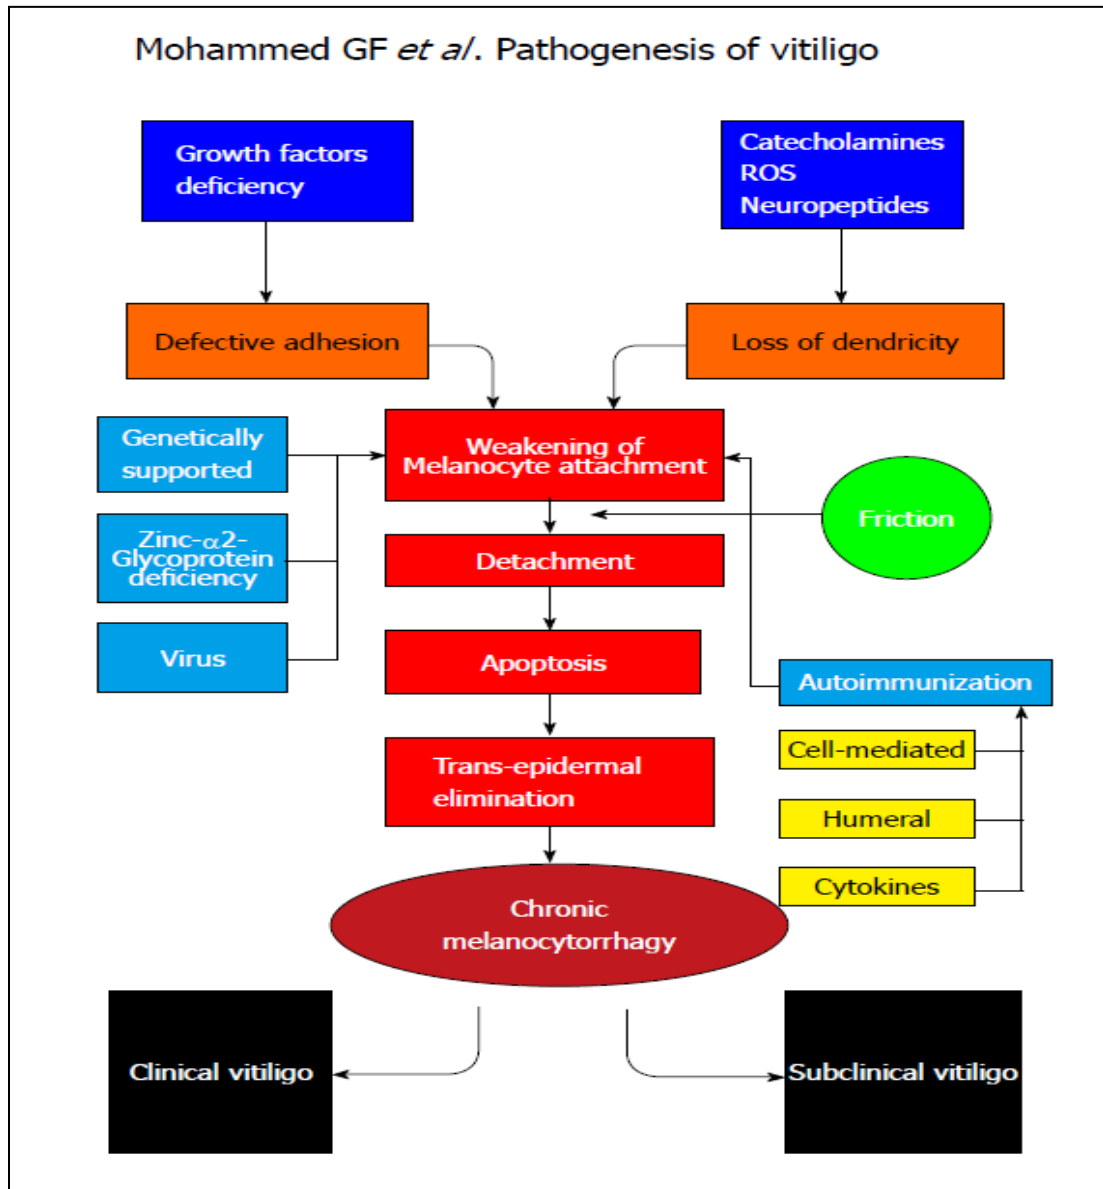 Mohammed GF et al. Pathogenesis of vitiligo
Growth factors
deficiency
Catecholamines
ROS
Neuropeptides
Defective adhesion
Loss of dendricity
Genetically
supported
Weakening of
Melanocyte attachment
Friction
Zinc-α2-
Glycoprotein
deficiency
Detachment
Virus
Apoptosis
Autoimmunization
Cell-mediated
Trans-epidermal
elimination
Humeral
Cytokines
Chronic
melanocytorrhagy
Clinical vitiligo
Subclinical vitiligo